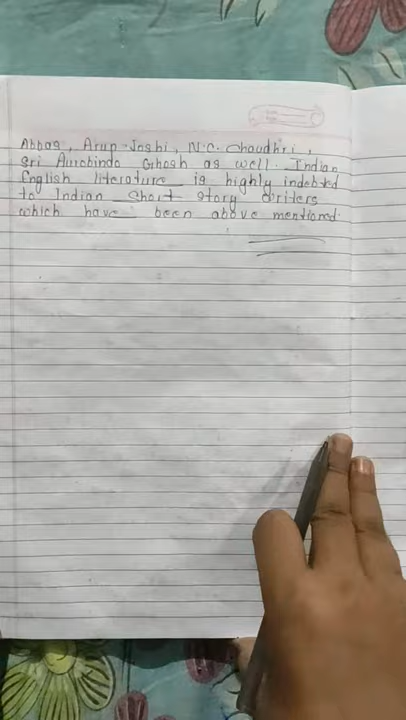 Abbas, Arup Joshi, N.C. Chaudhri,
Sri Aurobindo Ghosh as well. Indian
English literature is highly indebted
to Indian Short story writers
which have been above mentioned.